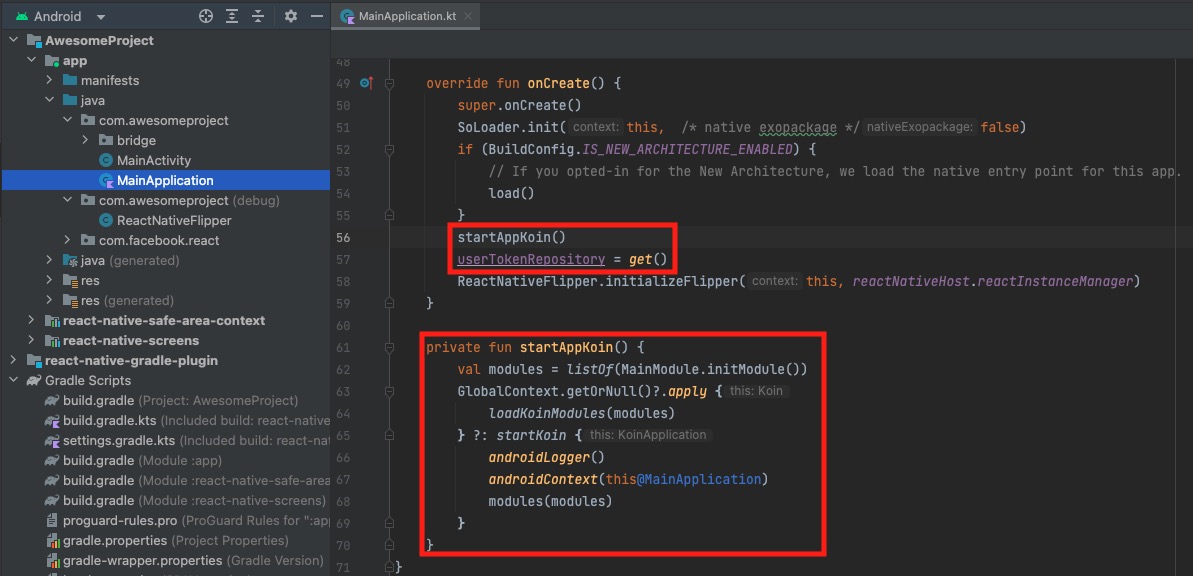 Android
MainApplication.kt
AwesomeProject
app
manifests
java
com.awesomeproject
bridge
MainActivity
MainApplication
com.awesomeproject (debug)
ReactNativeFlipper
com.facebook.react
java (generated)
res
res (generated)
react-native-safe-area-context
react-native-screens
react-native-gradle-plugin
Gradle Scripts
build.gradle (Project: AwesomeProject)
build.gradle.kts (Included build: react-native
settings.gradle.kts (Included build: react-nat
build.gradle (Module :app)
build.gradle (Module :react-native-safe-area
build.gradle (Module :react-native-screens)
proguard-rules.pro (ProGuard Rules for ":app
gradle.properties (Project Properties)
gradle-wrapper.properties (Gradle Version)
48
49 override fun onCreate() {
50 super.onCreate()
51 SoLoader.init( context: this, /* native exopackage */ nativeExopackage: false)
52 if (BuildConfig.IS_NEW_ARCHITECTURE_ENABLED) {
53 // If you opted-in for the New Architecture, we load the native entry point for this app.
54 load()
55 }
56 startAppKoin()
57 userTokenRepository = get()
58 ReactNativeFlipper.initializeFlipper( context: this, reactNativeHost.reactInstanceManager)
59 }
60
61 private fun startAppKoin() {
62 val modules = listOf(MainModule.initModule())
63 GlobalContext.getOrNull()?.apply { this: Koin
64 loadKoinModules(modules)
65 } ?: startKoin { this: KoinApplication
66 androidLogger()
67 androidContext(this@MainApplication)
68 modules(modules)
69 }
70 }
71 }